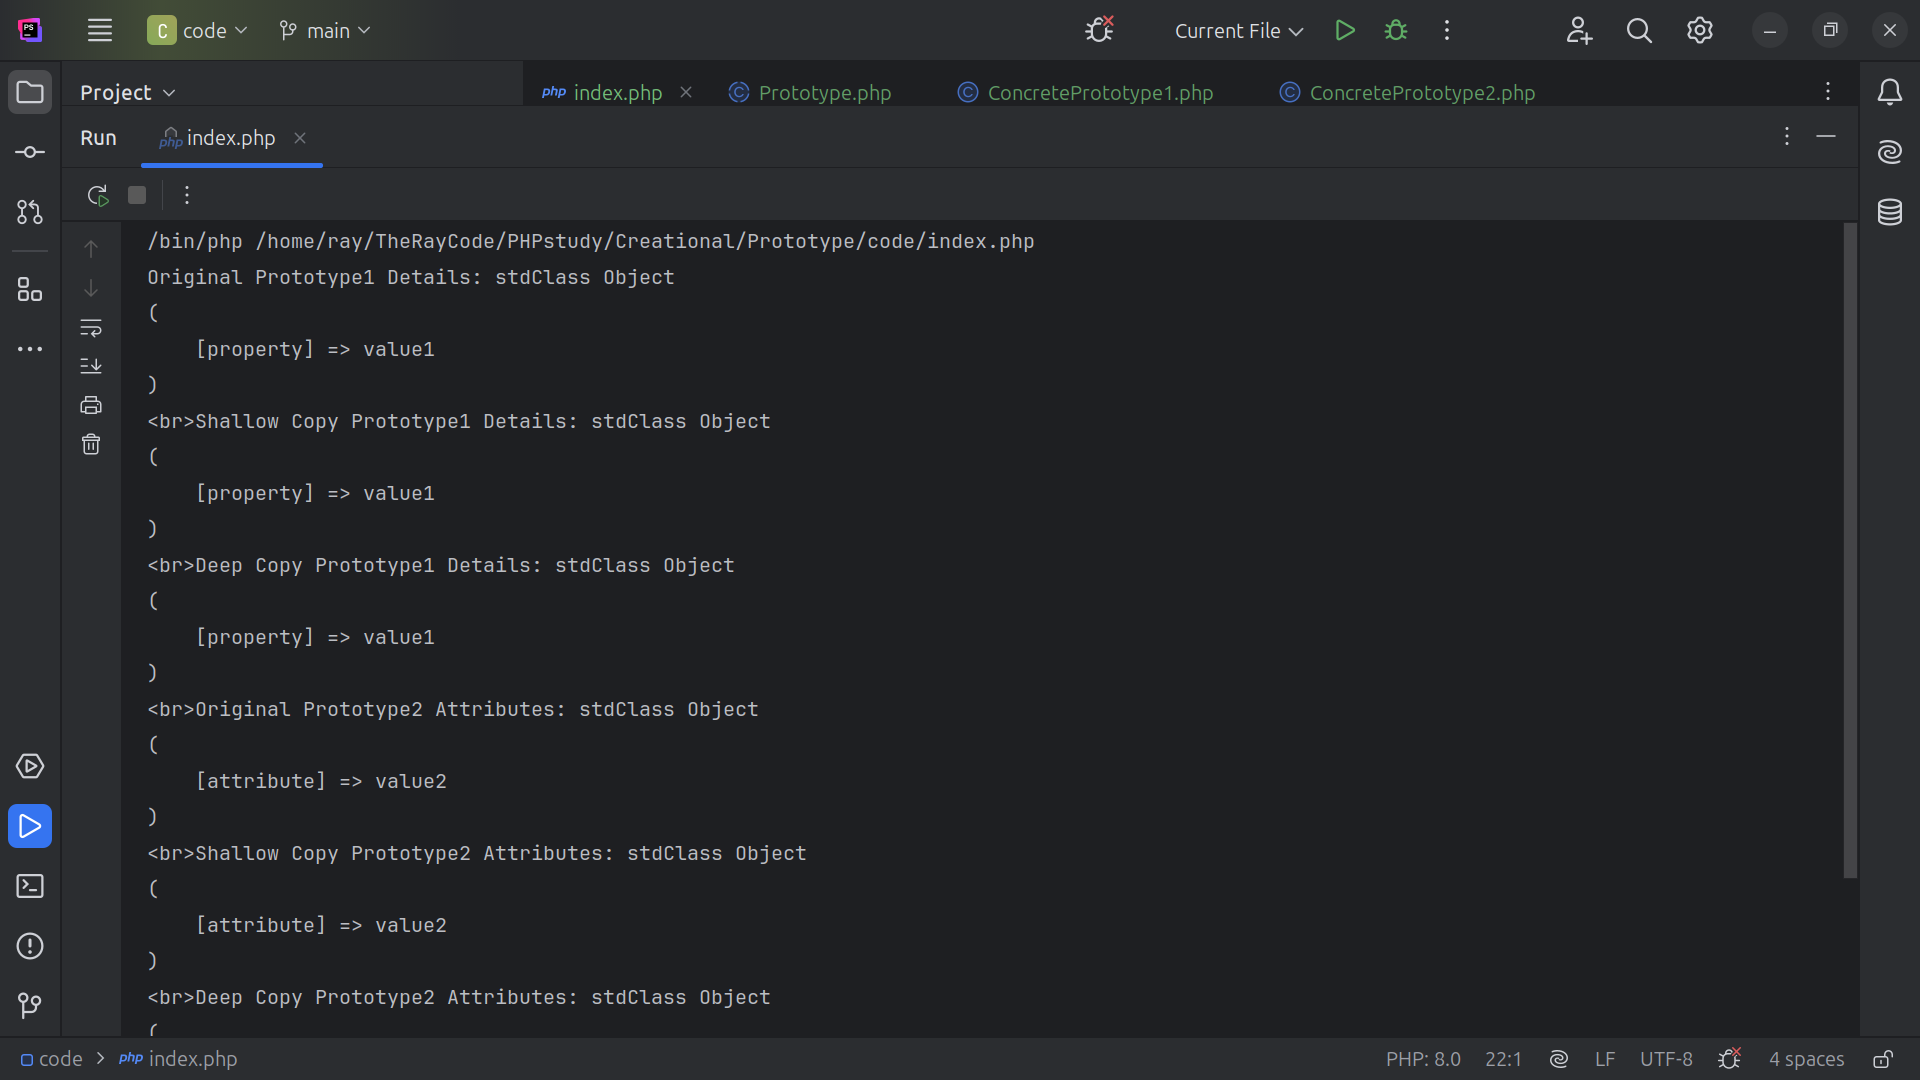 PS
C code main
Current File
Project
php index.php
C Prototype.php
C ConcretePrototype1.php
C ConcretePrototype2.php
Run
php index.php
/bin/php /home/ray/TheRayCode/PHPstudy/Creational/Prototype/code/index.php
Original Prototype1 Details: stdClass Object
(
    [property] => value1
)
<br>Shallow Copy Prototype1 Details: stdClass Object
(
    [property] => value1
)
<br>Deep Copy Prototype1 Details: stdClass Object
(
    [property] => value1
)
<br>Original Prototype2 Attributes: stdClass Object
(
    [attribute] => value2
)
<br>Shallow Copy Prototype2 Attributes: stdClass Object
(
    [attribute] => value2
)
<br>Deep Copy Prototype2 Attributes: stdClass Object
(
code > php index.php
PHP: 8.0 22:1 LF UTF-8 4 spaces